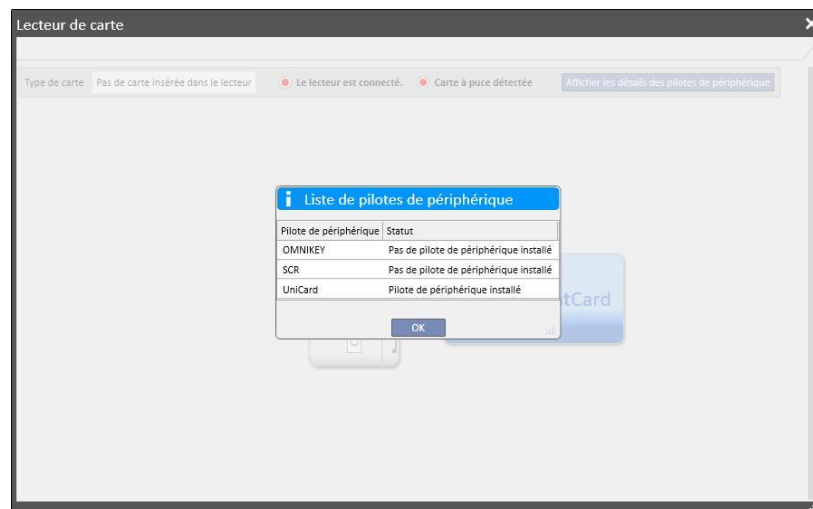 Lecteur de carte
Type de carte Pas de carte insérée dans le lecteur Le lecteur est connecté. Carte à puce détectée Afficher les détails des pilotes de périphérique
Liste de pilotes de périphérique
Pilote de périphérique Statut
OMNIKEY Pas de pilote de périphérique installé
SCR Pas de pilote de périphérique installé
UniCard Pilote de périphérique installé
tCard
OK